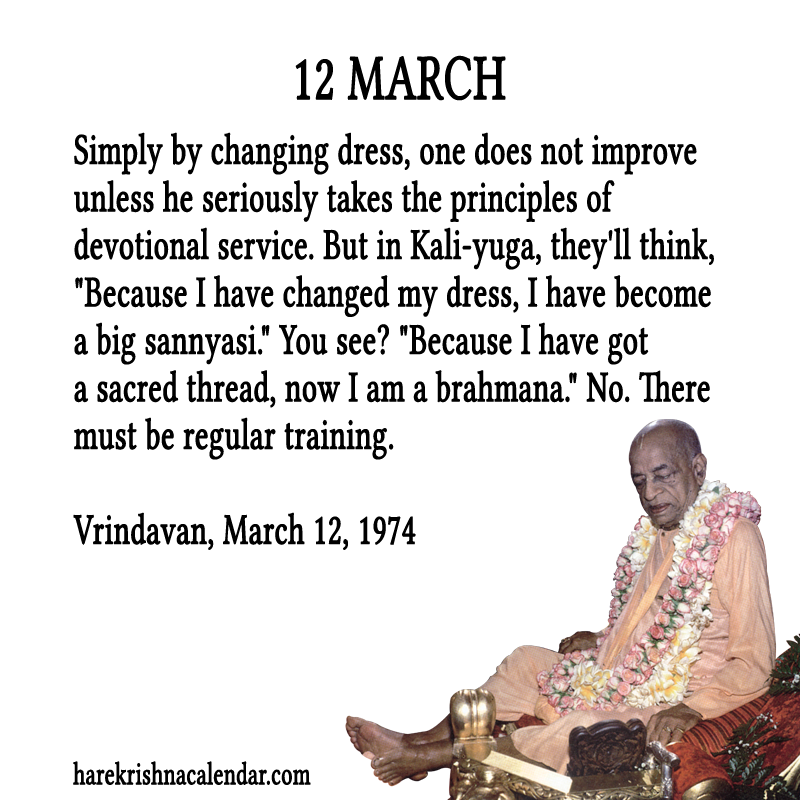 12 MARCH
Simply by changing dress, one does not improve
unless he seriously takes the principles of
devotional service. But in Kali-yuga, they'll think,
"Because I have changed my dress, I have become
a big sannyasi." You see? "Because I have got
a sacred thread, now I am a brahmana." No. There
must be regular training.
Vrindavan, March 12, 1974
harekrishnacalendar.com